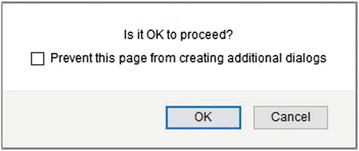 Is it OK to proceed?
Prevent this page from creating additional dialogs
OK Cancel